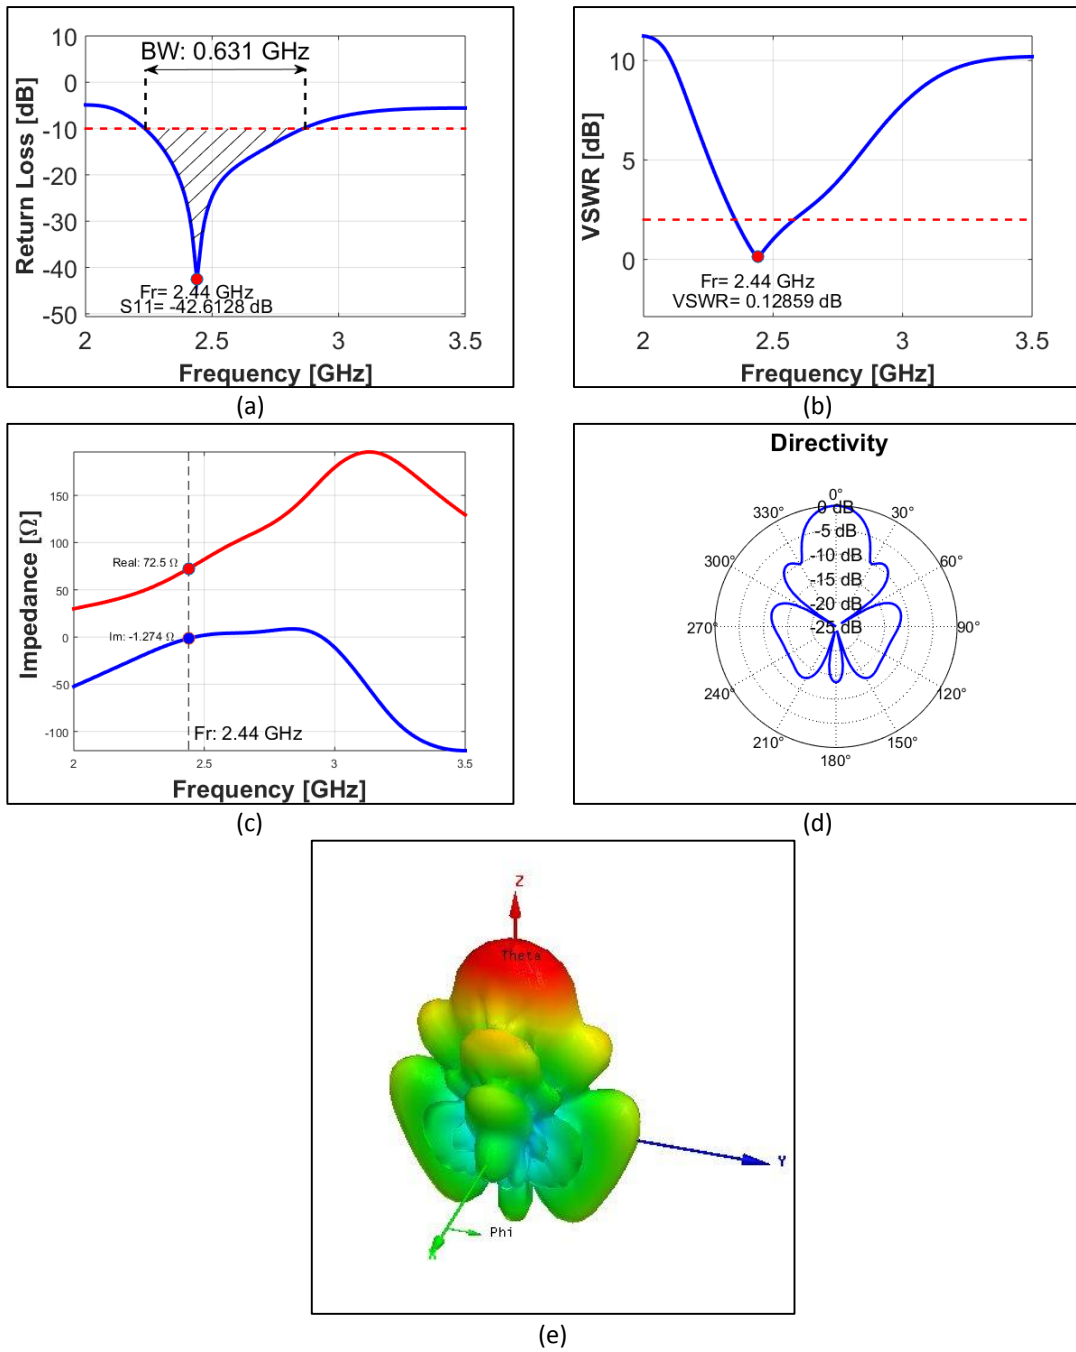 10
0
-10
-20
-30
-40
-50
Return Loss [dB]
BW: 0.631 GHz
Fr= 2.44 GHz
S11= -42.6128 dB
2
2.5
3
3.5
Frequency [GHz]
(a)
10
5
0
VSWR [dB]
Fr= 2.44 GHz
VSWR= 0.12859 dB
2
2.5
3
3.5
Frequency [GHz]
(b)
150
100
50
0
-50
-100
Impedance [Ω]
Real: 72.5 Ω
Im: -1.274 Ω
Fr: 2.44 GHz
2
2.5
3
3.5
Frequency [GHz]
(c)
Directivity
0°
30°
60°
90°
120°
150°
180°
210°
240°
270°
300°
330°
0 dB
-5 dB
-10 dB
-15 dB
-20 dB
-25 dB
(d)
Z
Theta
Y
Phi
(e)